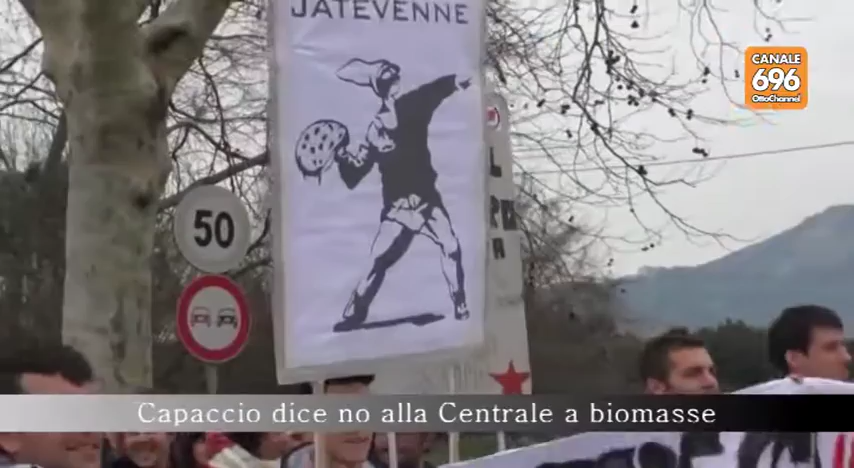 JATEVENNE
CANALE
696
OttoChannel
50
Capaccio dice no alla Centrale a biomasse